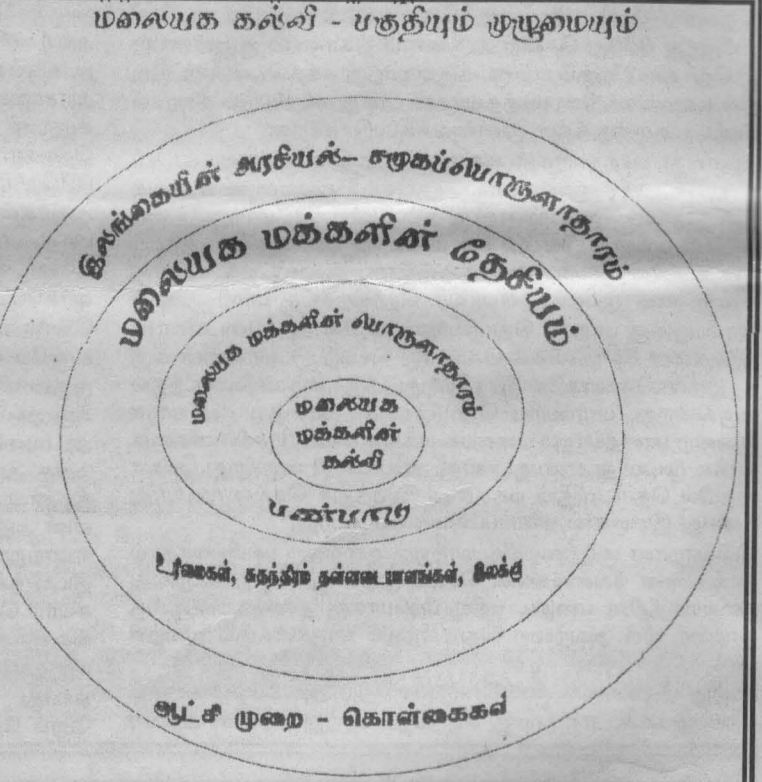 மலையக கல்வி - பகுதியும் முழுமையும்
இலங்கையின் அரசியல்- சமூகப்பொருளாதாரம்
மலையக மக்களின் தேசியம்
மலையக மக்களின் பொருளாதாரம்
மலையக
மக்களின்
கல்வி
பண்பாடு
உரிமைகள், சுதந்திரம் தன்னடையாளங்கள், இலக்கு
ஆட்சி முறை - கொள்கைகள்